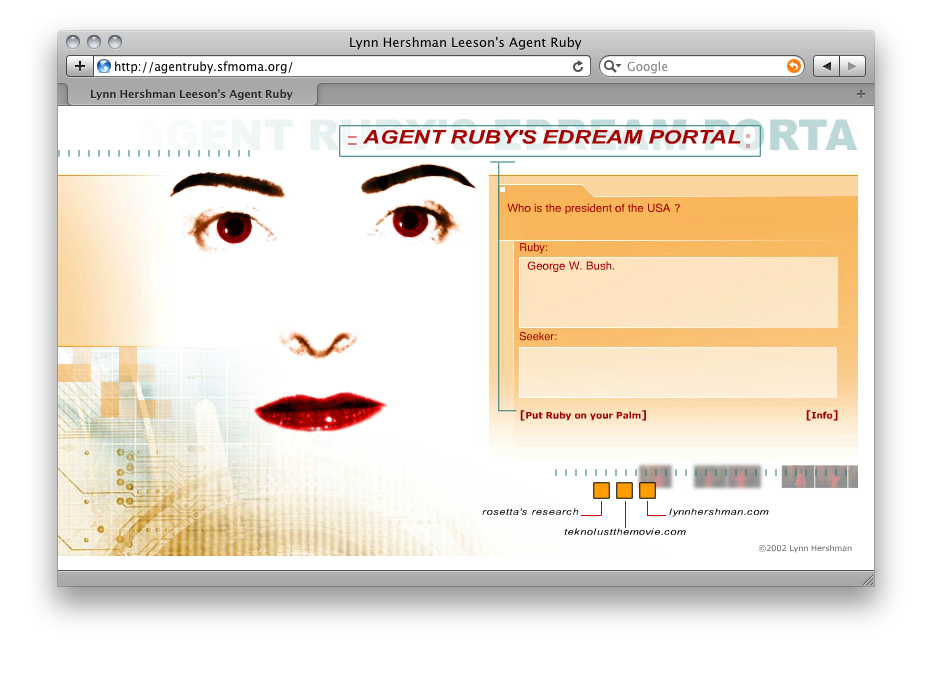 Lynn Hershman Leeson's Agent Ruby
http://agentruby.sfmoma.org/
Google
Lynn Hershman Leeson's Agent Ruby
AGENT RUBY'S EDREAM PORTA
AGENT RUBY'S EDREAM PORTAL
Who is the president of the USA ?
Ruby:
George W. Bush.
Seeker:
[Put Ruby on your Palm] [Info]
rosetta's research
lynnhershman.com
teknolustthemovie.com
©2002 Lynn Hershman